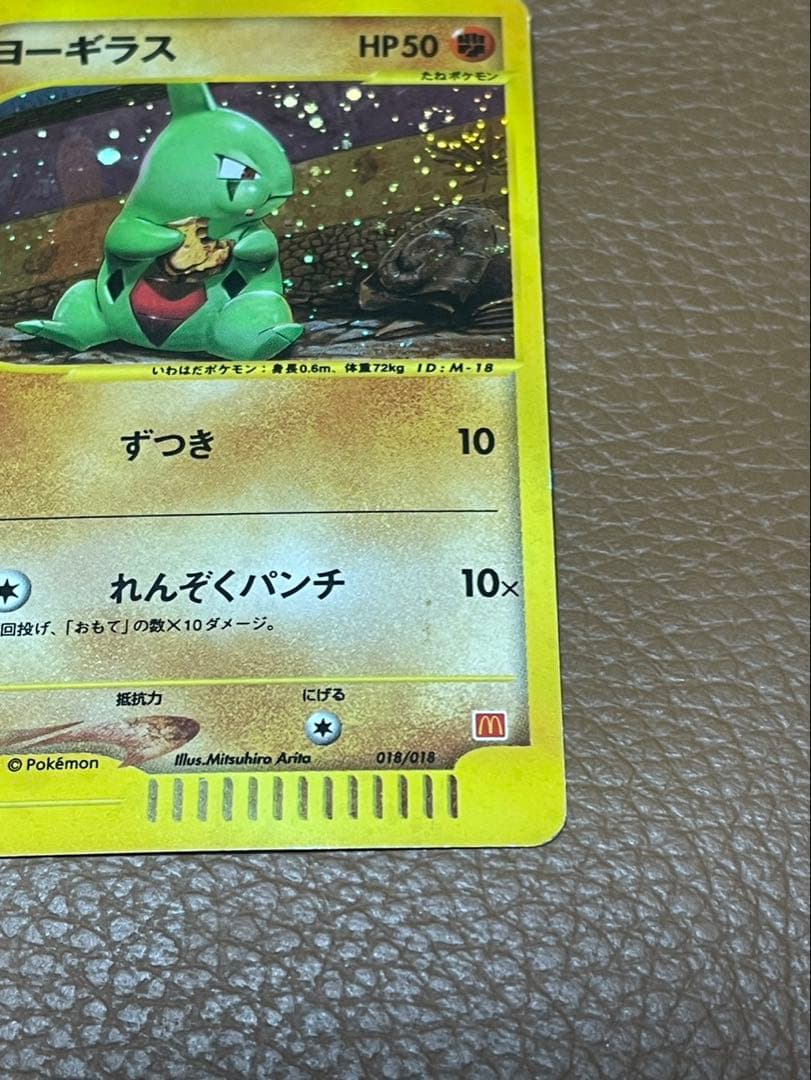 ヨーギラス HP50
たねポケモン
いわはだポケモン：身長0.6m、体重72kg ID:M-18
ずつき 10
れんぞくパンチ 10×
回投げ、「おもて」の数×10ダメージ。
抵抗力 にげる
© Pokémon Illus.Mitsuhiro Arita 018/018